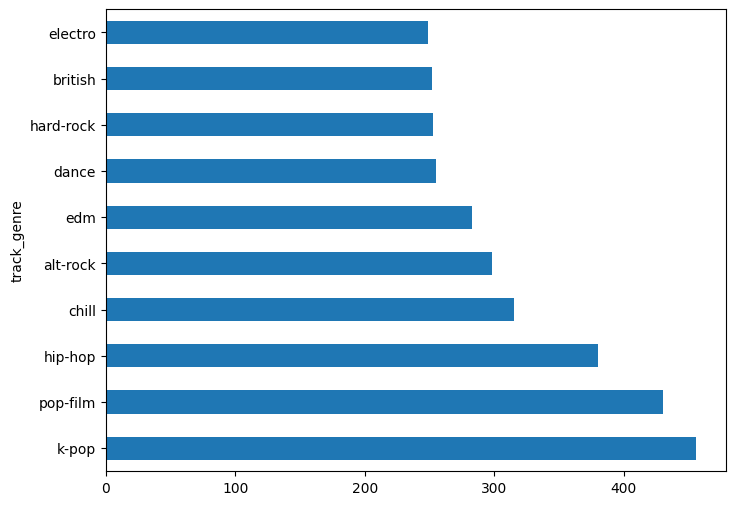 electro
british
hard-rock
dance
edm
alt-rock
chill
hip-hop
pop-film
k-pop
track_genre
0 100 200 300 400